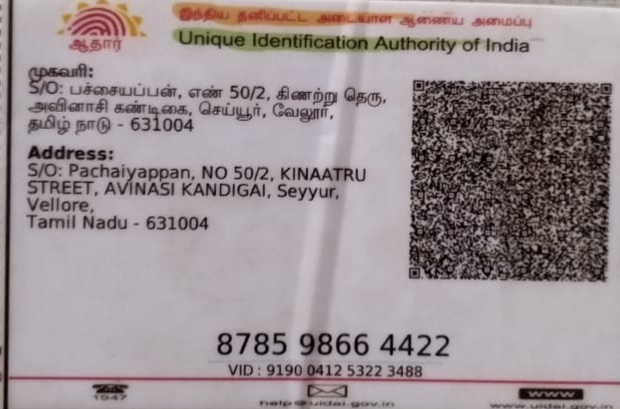 இந்திய தனிப்பட்ட அடையாள ஆணைய அமைப்பு
Unique Identification Authority of India
ஆதார்
முகவரி:
S/O: பச்சையப்பன், எண் 50/2, கிணற்று தெரு,
அவினாசி கண்டிகை, செய்யூர், வேலூர்,
தமிழ் நாடு - 631004
Address:
S/O: Pachaiyappan, NO 50/2, KINAATRU
STREET, AVINASI KANDIGAI, Seyyur,
Vellore,
Tamil Nadu - 631004
8785 9866 4422
VID : 9190 0412 5322 3488
1947
help@uidai.gov.in
www
www.uidai.gov.in